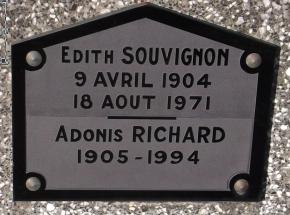 EDITH SOUVIGNON
9 AVRIL 1904
18 AOUT 1971
ADONIS RICHARD
1905-1994